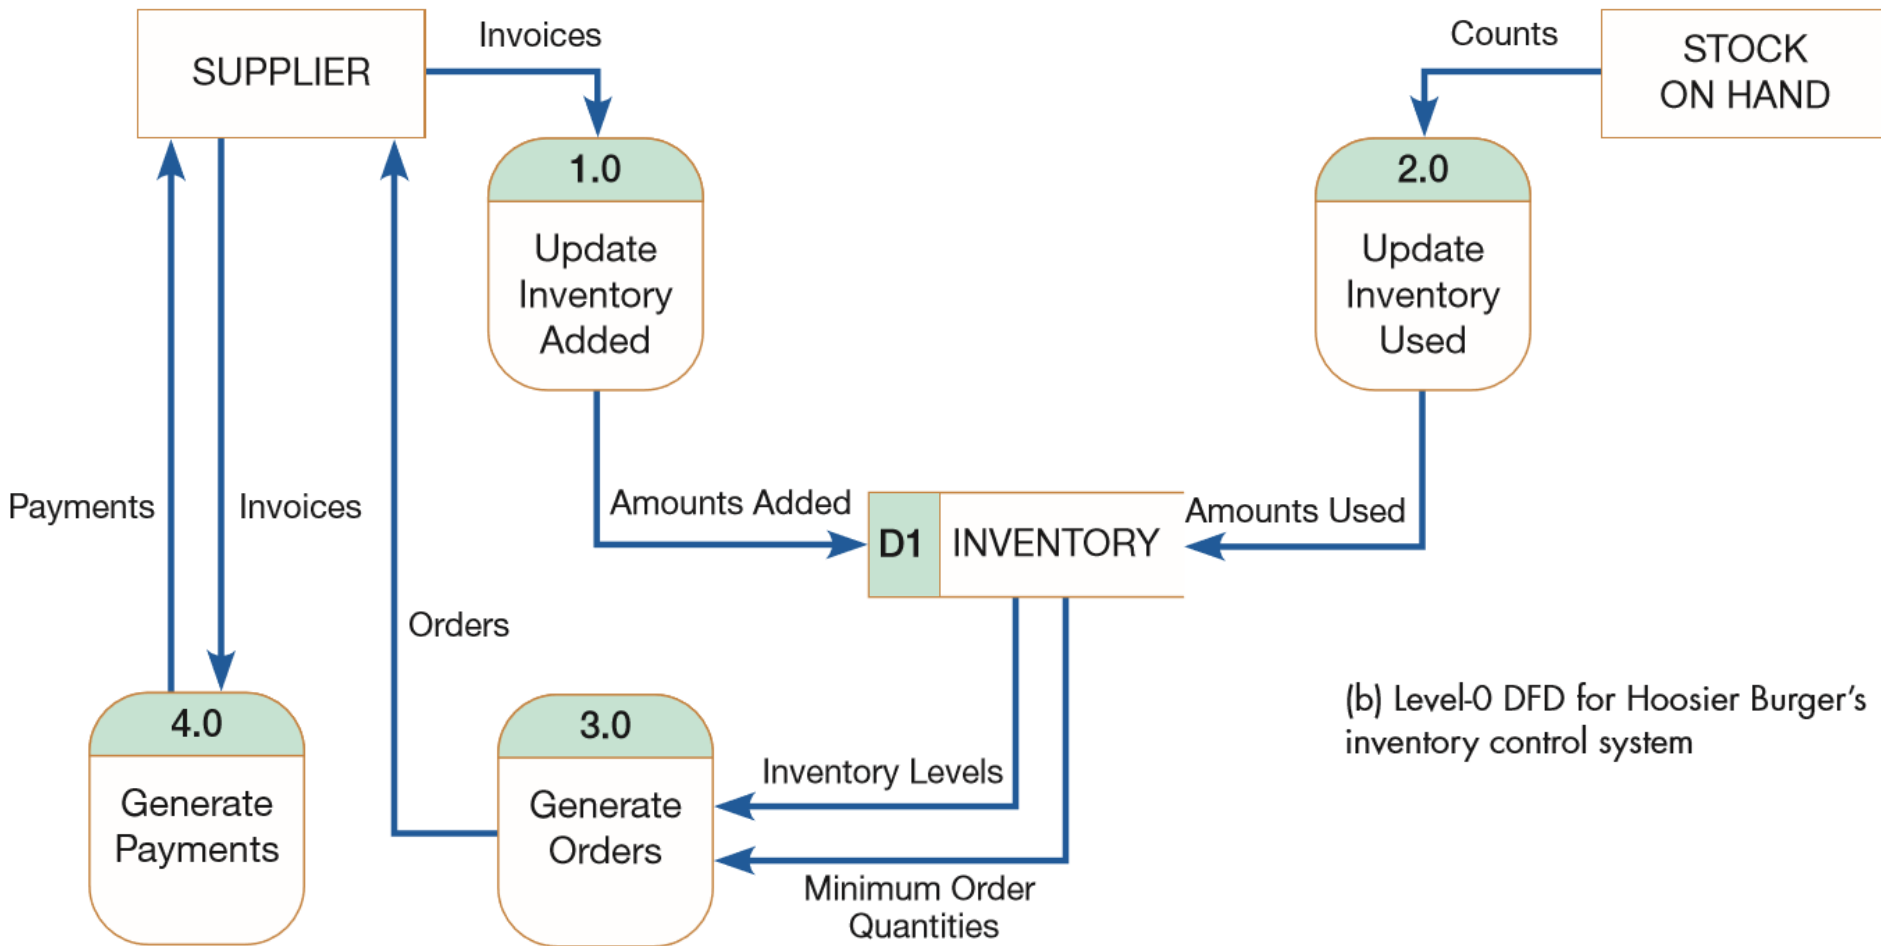 Invoices
Counts
SUPPLIER
STOCK
ON HAND
1.0
Update
Inventory
Added
2.0
Update
Inventory
Used
Payments
Invoices
Amounts Added
Amounts Used
D1 INVENTORY
Orders
4.0
Generate
Payments
3.0
Generate
Orders
Inventory Levels
Minimum Order
Quantities
(b) Level-0 DFD for Hoosier Burger’s
inventory control system